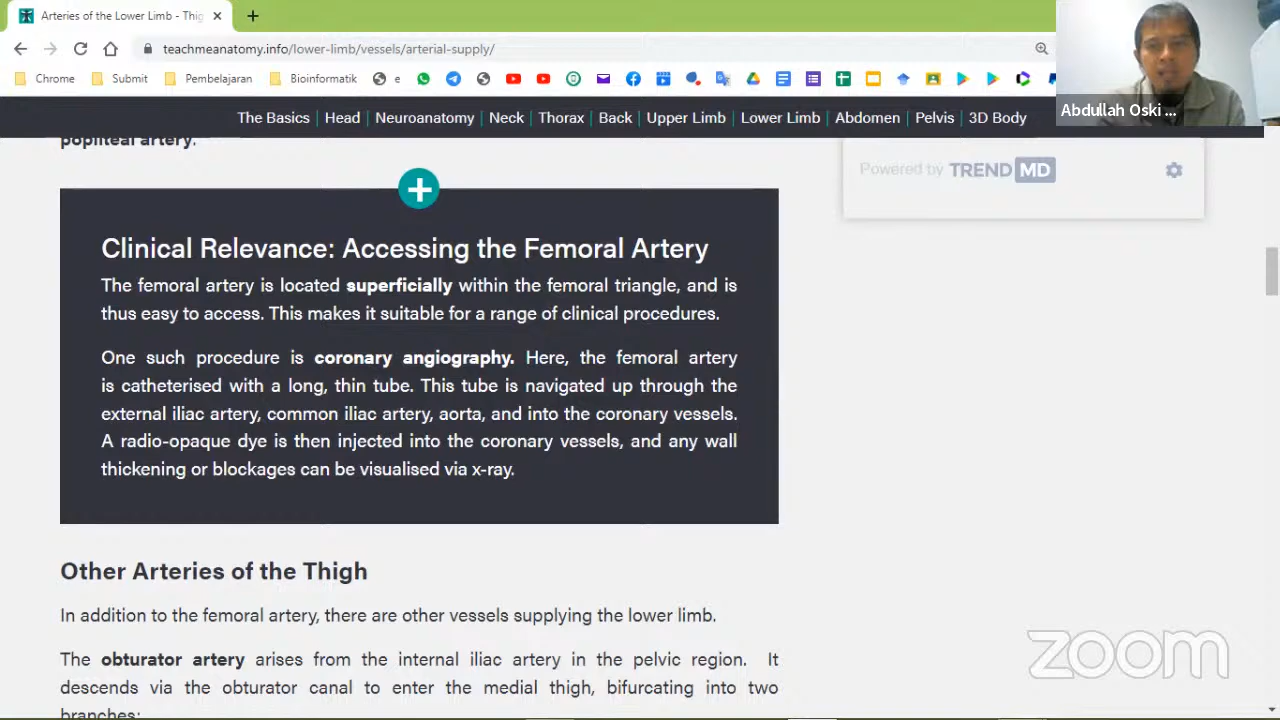 Arteries of the Lower Limb - Thig
teachmeanatomy.info/lower-limb/vessels/arterial-supply/
Chrome Submit Pembelajaran Bioinformatik e
Abdullah Oski ...
The Basics | Head | Neuroanatomy | Neck | Thorax | Back | Upper Limb | Lower Limb | Abdomen | Pelvis | 3D Body
popliteal artery.
Powered by TREND MD
Clinical Relevance: Accessing the Femoral Artery
The femoral artery is located superficially within the femoral triangle, and is
thus easy to access. This makes it suitable for a range of clinical procedures.
One such procedure is coronary angiography. Here, the femoral artery
is catheterised with a long, thin tube. This tube is navigated up through the
external iliac artery, common iliac artery, aorta, and into the coronary vessels.
A radio-opaque dye is then injected into the coronary vessels, and any wall
thickening or blockages can be visualised via x-ray.
Other Arteries of the Thigh
In addition to the femoral artery, there are other vessels supplying the lower limb.
The obturator artery arises from the internal iliac artery in the pelvic region. It
descends via the obturator canal to enter the medial thigh, bifurcating into two
branches:
zoom